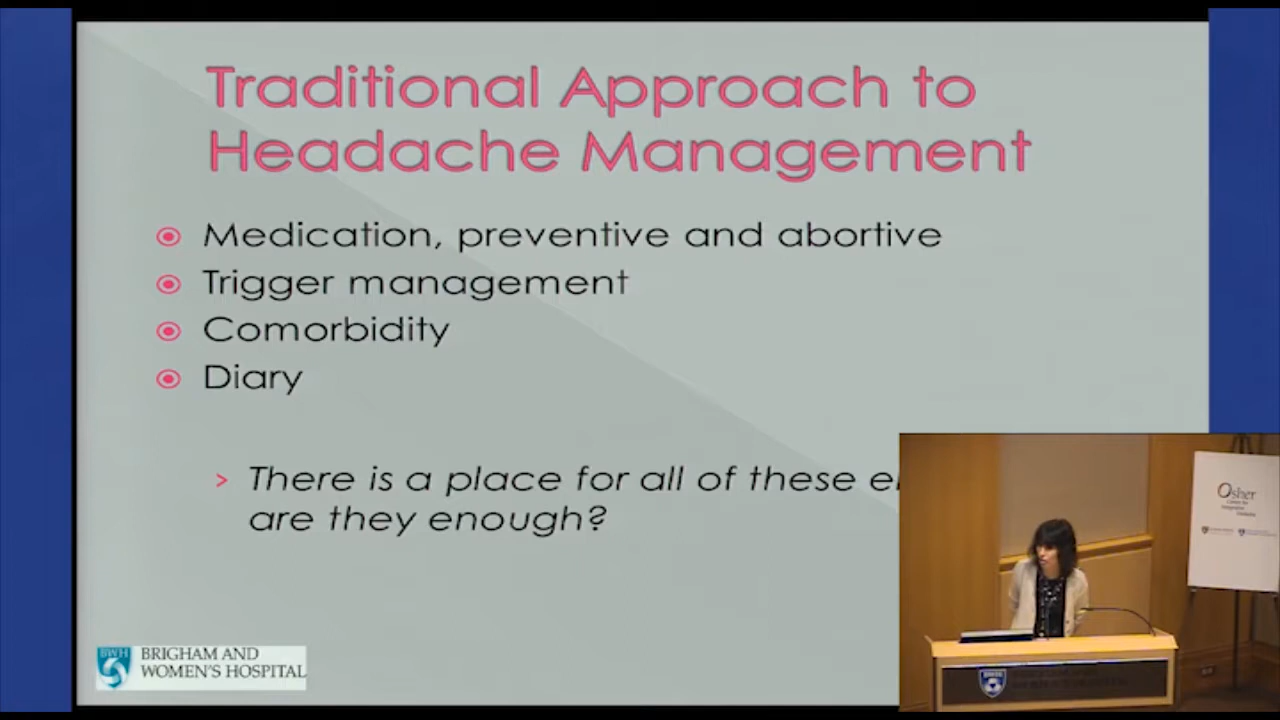 Traditional Approach to
Headache Management
Medication, preventive and abortive
Trigger management
Comorbidity
Diary
> There is a place for all of these
are they enough?
BWH
BRIGHAM AND
WOMEN'S HOSPITAL
Osher